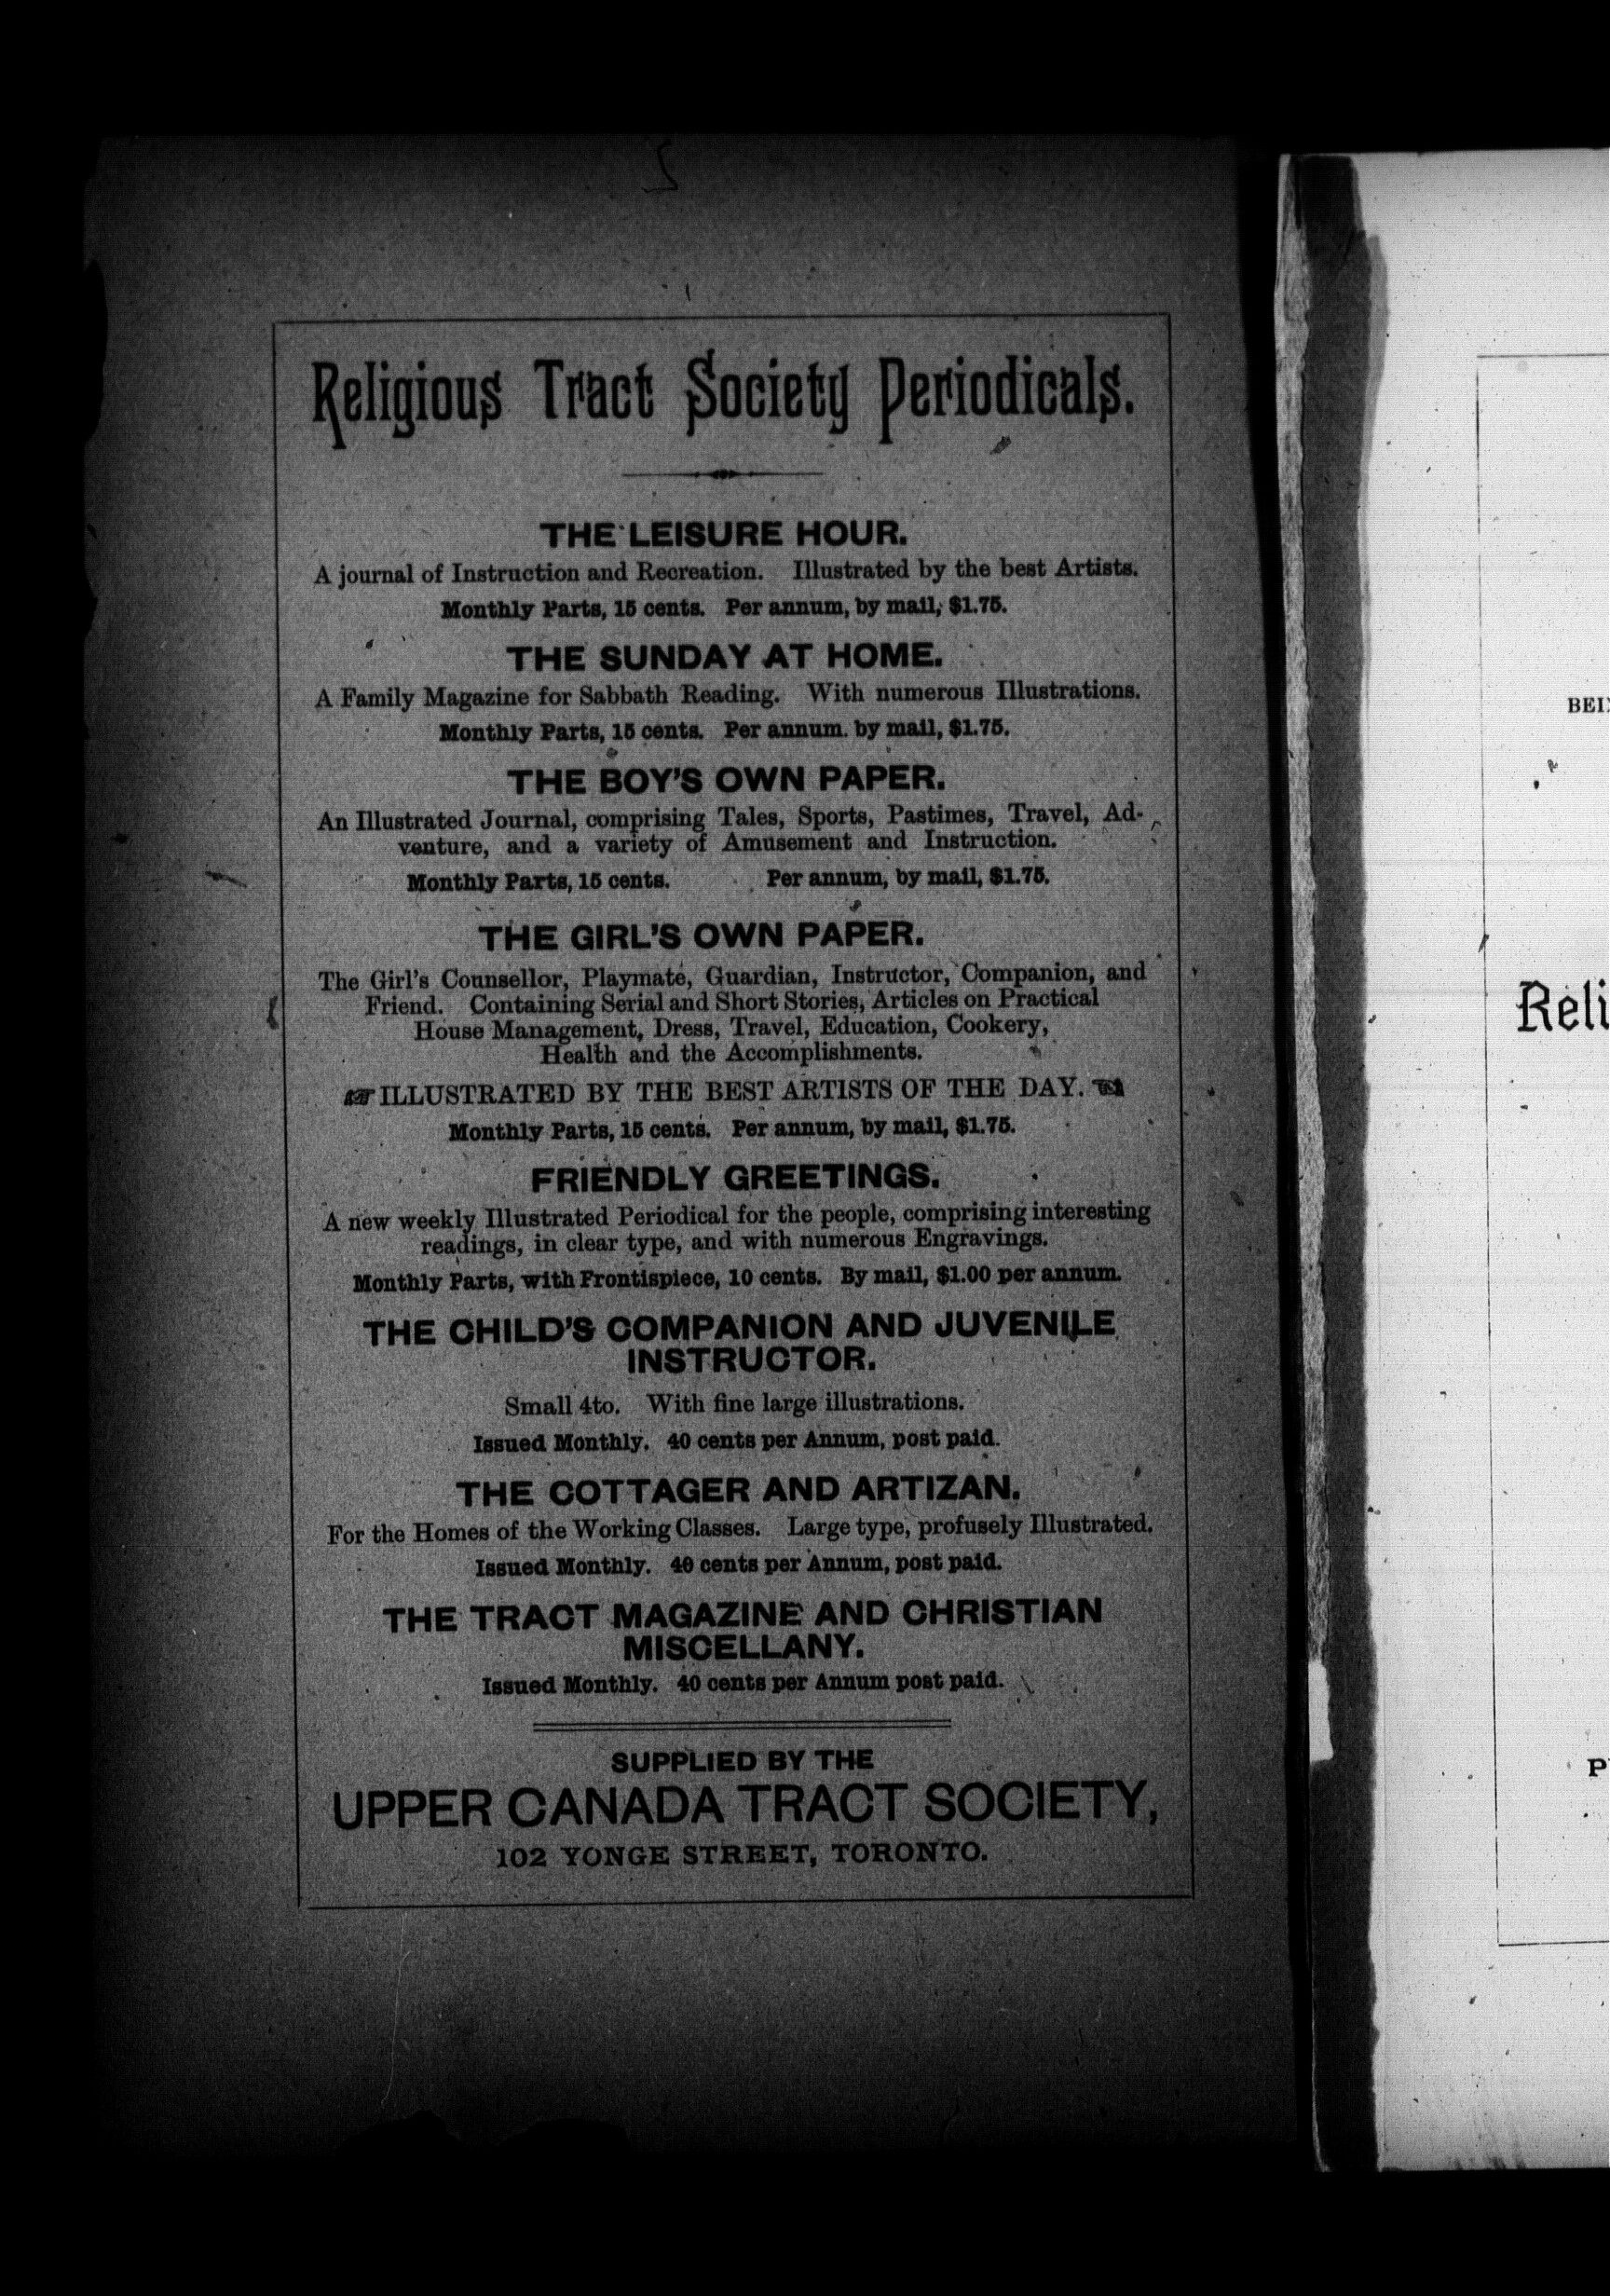 Religious Tract Society Periodicals.
THE LEISURE HOUR.
A journal of Instruction and Recreation. Illustrated by the best Artists.
Monthly Parts, 15 cents. Per annum, by mail, $1.75.
THE SUNDAY AT HOME.
A Family Magazine for Sabbath Reading. With numerous Illustrations.
Monthly Parts, 15 cents. Per annum. by mail, $1.75.
THE BOY'S OWN PAPER.
An Illustrated Journal, comprising Tales, Sports, Pastimes, Travel, Ad-
venture, and a variety of Amusement and Instruction.
Monthly Parts, 15 cents. Per annum, by mail, $1.75.
THE GIRL'S OWN PAPER.
The Girl's Counsellor, Playmate, Guardian, Instructor, Companion, and
Friend. Containing Serial and Short Stories, Articles on Practical
House Management, Dress, Travel, Education, Cookery,
Health and the Accomplishments.
☞ ILLUSTRATED BY THE BEST ARTISTS OF THE DAY. ☜
Monthly Parts, 15 cents. Per annum, by mail, $1.75.
FRIENDLY GREETINGS.
A new weekly Illustrated Periodical for the people, comprising interesting
readings, in clear type, and with numerous Engravings.
Monthly Parts, with Frontispiece, 10 cents. By mail, $1.00 per annum.
THE CHILD'S COMPANION AND JUVENILE
INSTRUCTOR.
Small 4to. With fine large illustrations.
Issued Monthly. 40 cents per Annum, post paid.
THE COTTAGER AND ARTIZAN.
For the Homes of the Working Classes. Large type, profusely Illustrated.
Issued Monthly. 40 cents per Annum, post paid.
THE TRACT MAGAZINE AND CHRISTIAN
MISCELLANY.
Issued Monthly. 40 cents per Annum post paid.
SUPPLIED BY THE
UPPER CANADA TRACT SOCIETY,
102 YONGE STREET, TORONTO.
Reli